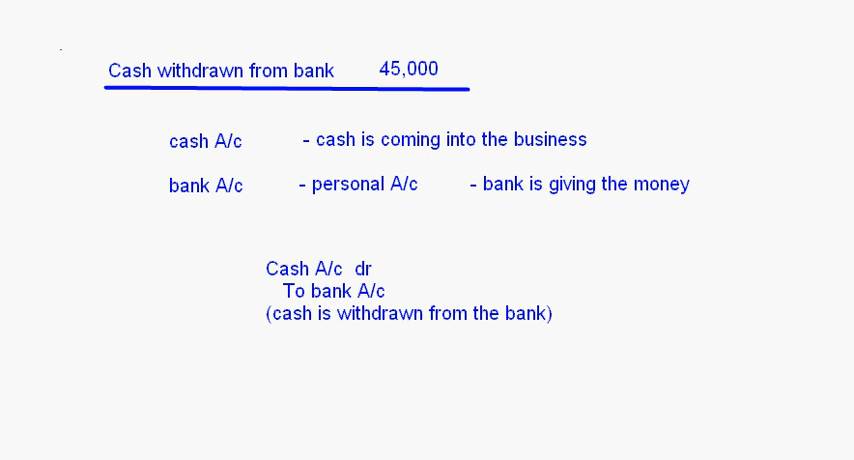 Cash withdrawn from bank 45,000
cash A/c - cash is coming into the business
bank A/c - personal A/c - bank is giving the money
Cash A/c dr
To bank A/c
(cash is withdrawn from the bank)